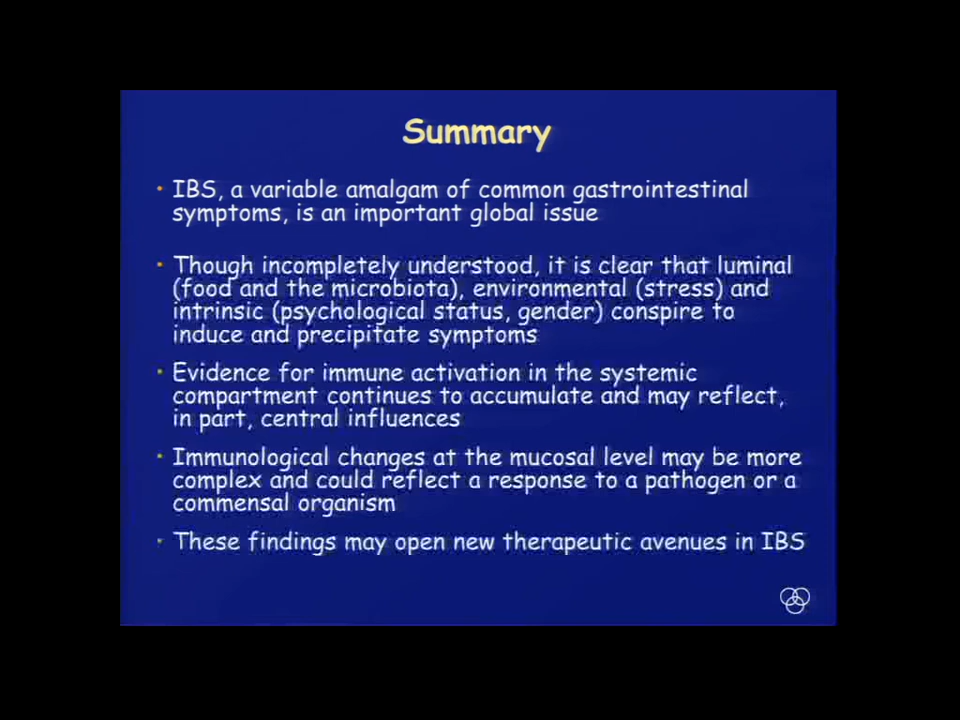 Summary
• IBS, a variable amalgam of common gastrointestinal
symptoms, is an important global issue
• Though incompletely understood, it is clear that luminal
(food and the microbiota), environmental (stress) and
intrinsic (psychological status, gender) conspire to
induce and precipitate symptoms
• Evidence for immune activation in the systemic
compartment continues to accumulate and may reflect,
in part, central influences
• Immunological changes at the mucosal level may be more
complex and could reflect a response to a pathogen or a
commensal organism
• These findings may open new therapeutic avenues in IBS